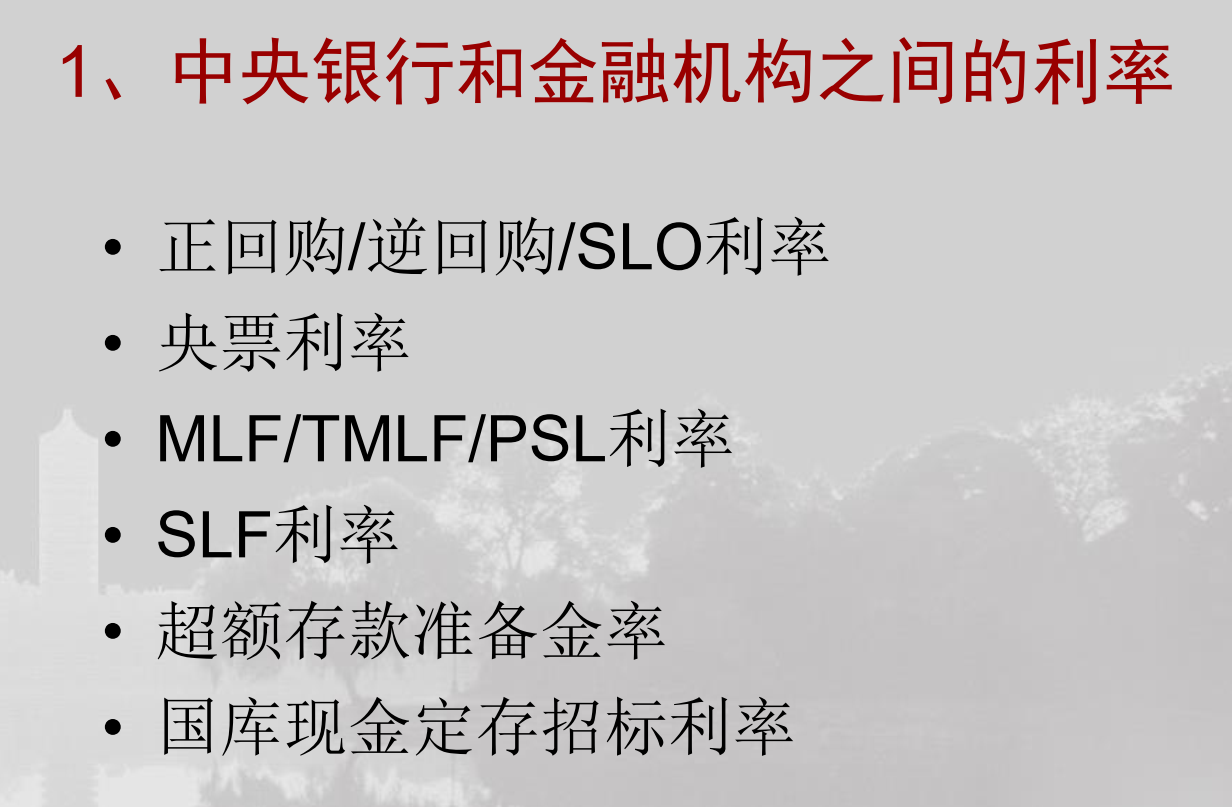 1、中央银行和金融机构之间的利率
• 正回购/逆回购/SLO利率
• 央票利率
• MLF/TMLF/PSL利率
• SLF利率
• 超额存款准备金率
• 国库现金定存招标利率